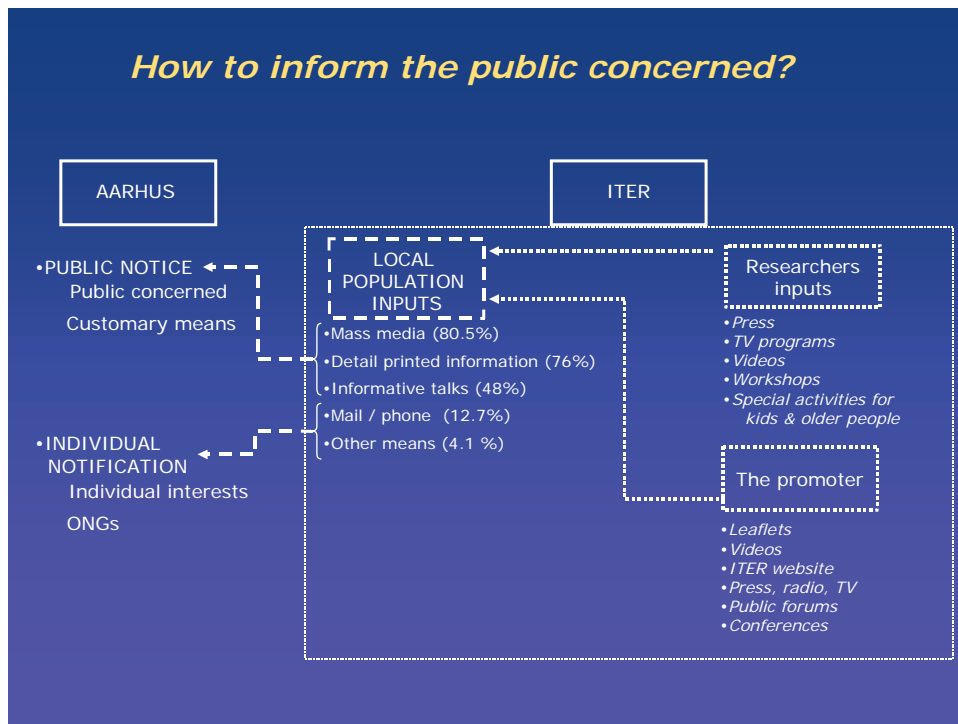 How to inform the public concerned?
AARHUS
•PUBLIC NOTICE
Public concerned
Customary means
•INDIVIDUAL
NOTIFICATION
Individual interests
ONGs
ITER
LOCAL
POPULATION
INPUTS
•Mass media (80.5%)
•Detail printed information (76%)
•Informative talks (48%)
•Mail / phone (12.7%)
•Other means (4.1 %)
Researchers
inputs
•Press
•TV programs
•Videos
•Workshops
•Special activities for
kids & older people
The promoter
•Leaflets
•Videos
•ITER website
•Press, radio, TV
•Public forums
•Conferences